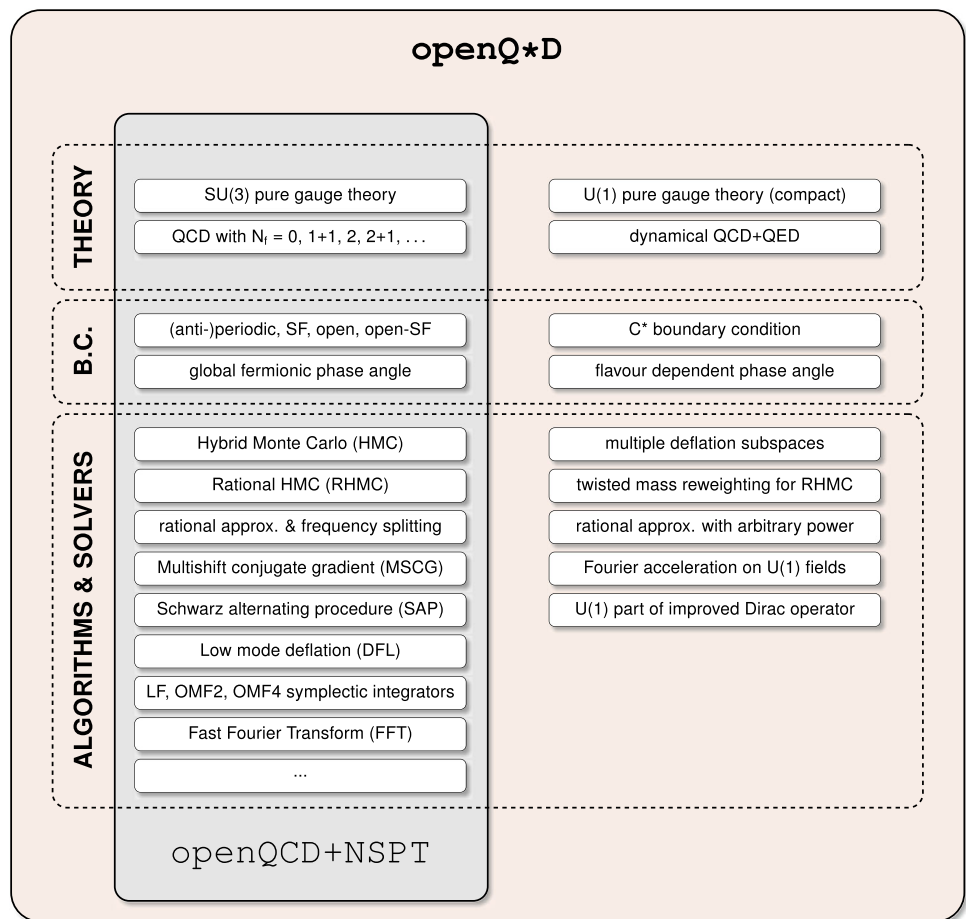 openQ*D
THEORY
SU(3) pure gauge theory
U(1) pure gauge theory (compact)
QCD with Nf = 0, 1+1, 2, 2+1, ...
dynamical QCD+QED
B.C.
(anti-)periodic, SF, open, open-SF
C* boundary condition
global fermionic phase angle
flavour dependent phase angle
ALGORITHMS & SOLVERS
Hybrid Monte Carlo (HMC)
multiple deflation subspaces
Rational HMC (RHMC)
twisted mass reweighting for RHMC
rational approx. & frequency splitting
rational approx. with arbitrary power
Multishift conjugate gradient (MSCG)
Fourier acceleration on U(1) fields
Schwarz alternating procedure (SAP)
U(1) part of improved Dirac operator
Low mode deflation (DFL)
LF, OMF2, OMF4 symplectic integrators
Fast Fourier Transform (FFT)
...
openQCD+NSPT